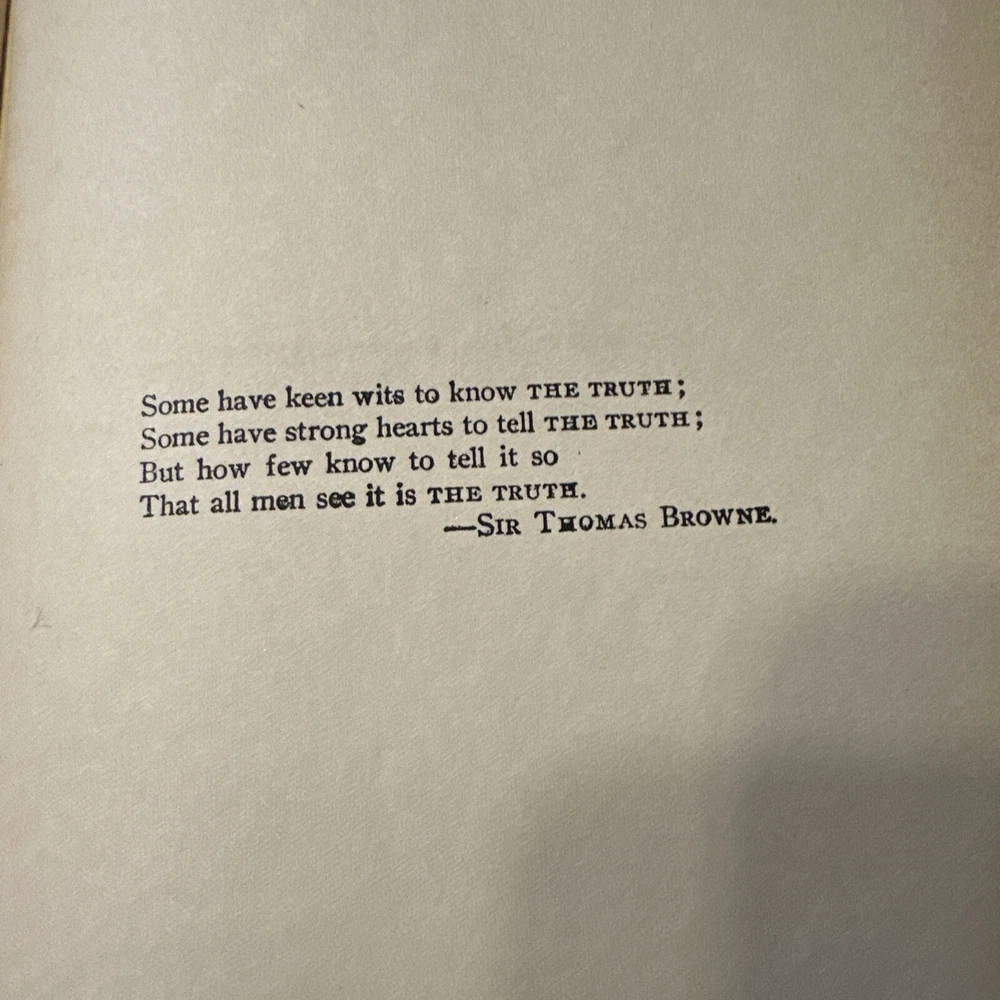 Some have keen wits to know THE TRUTH;
Some have strong hearts to tell THE TRUTH;
But how few know to tell it so
That all men see it is THE TRUTH.
—SIR THOMAS BROWNE.